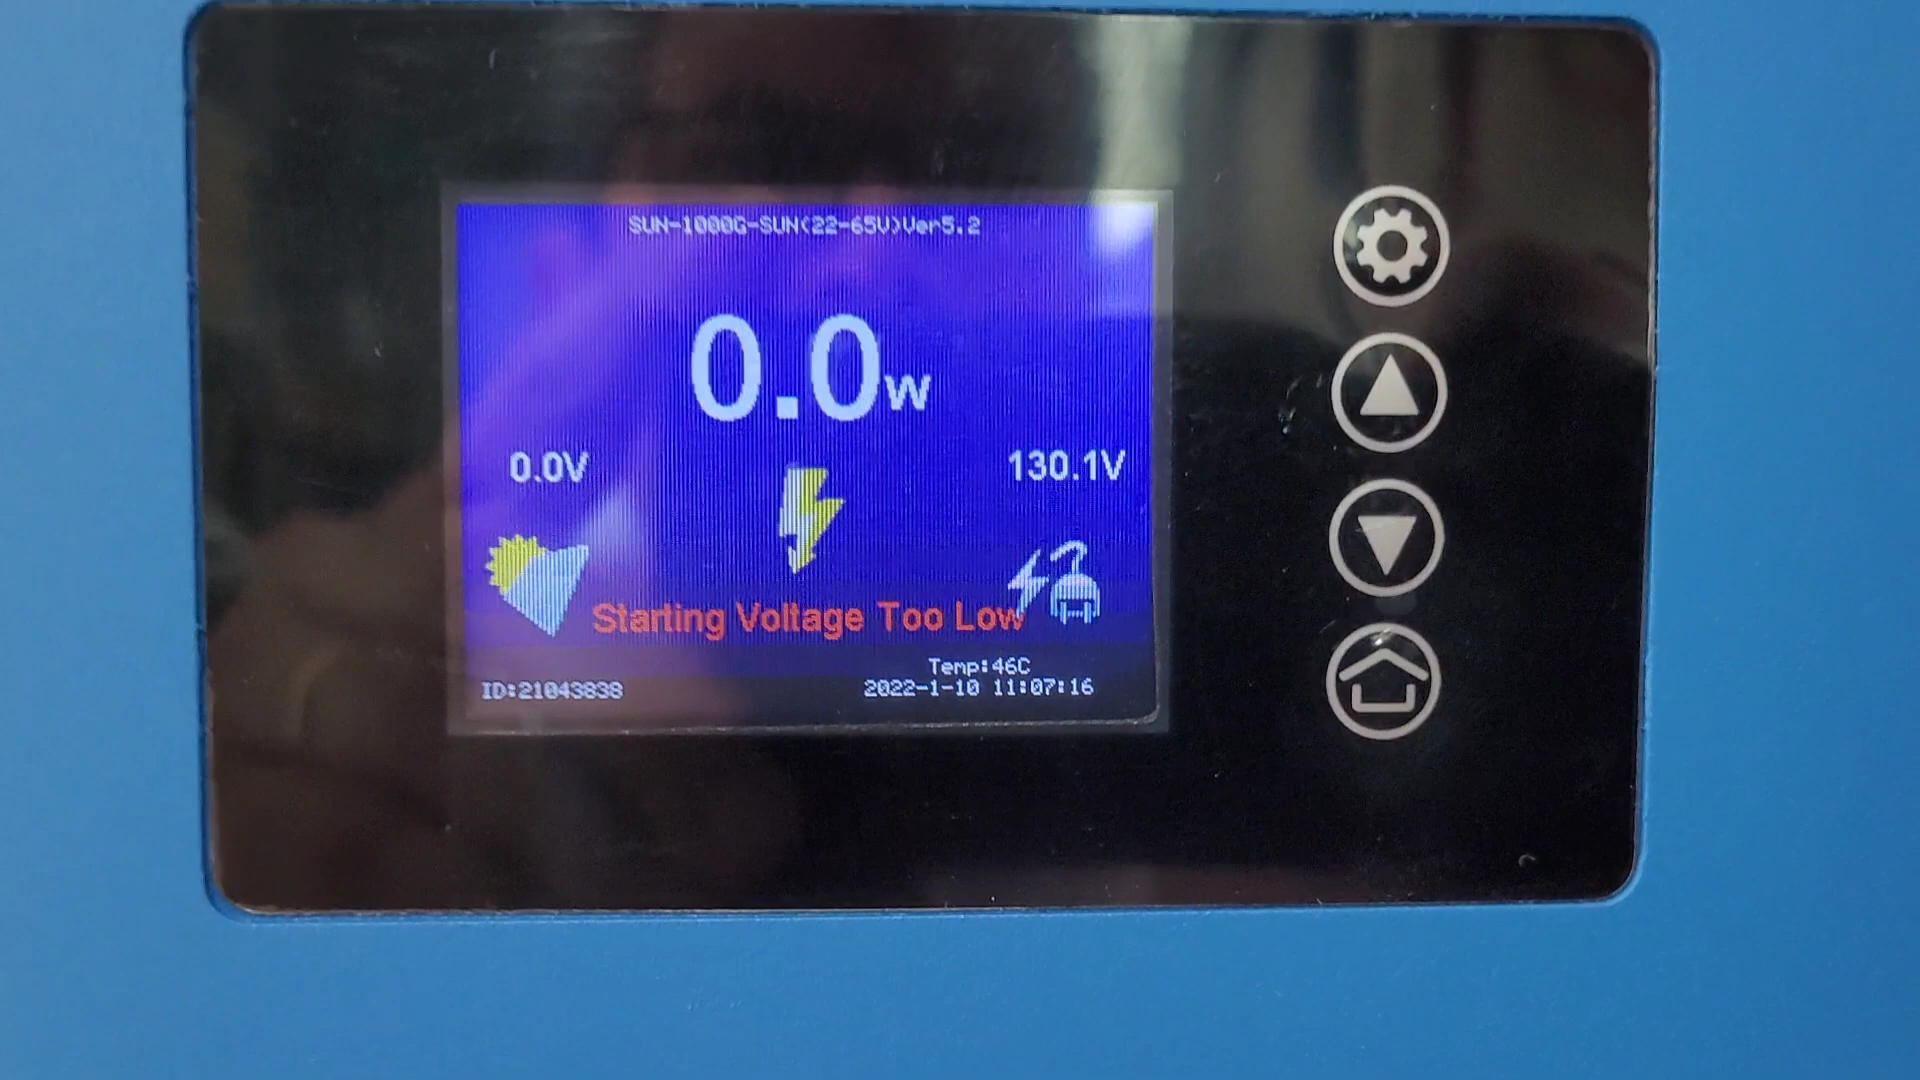 SUN-1000G-SUN(22-65V)Ver5.2
0.0w
0.0V
130.1V
Starting Voltage Too Low
Temp:46C
ID:21043838
2022-1-10 11:07:16